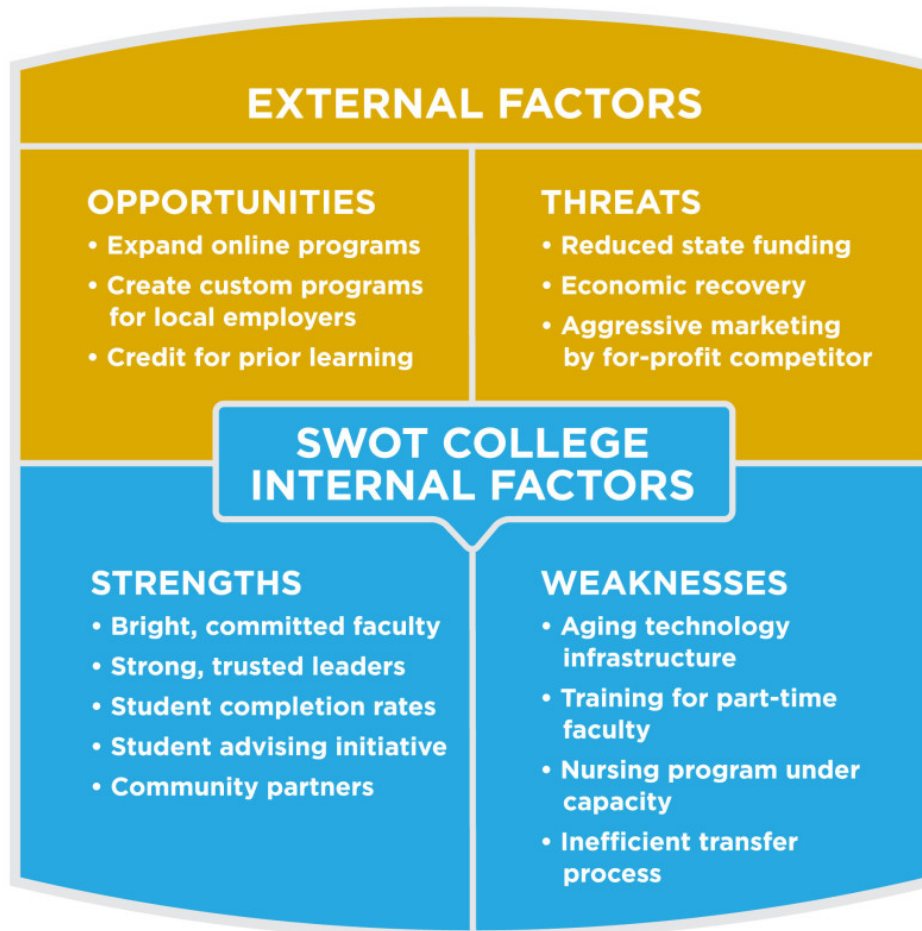 EXTERNAL FACTORS
OPPORTUNITIES
• Expand online programs
• Create custom programs
for local employers
• Credit for prior learning
THREATS
• Reduced state funding
• Economic recovery
• Aggressive marketing
by for-profit competitor
SWOT COLLEGE
INTERNAL FACTORS
STRENGTHS
• Bright, committed faculty
• Strong, trusted leaders
• Student completion rates
• Student advising initiative
• Community partners
WEAKNESSES
• Aging technology
infrastructure
• Training for part-time
faculty
• Nursing program under
capacity
• Inefficient transfer
process